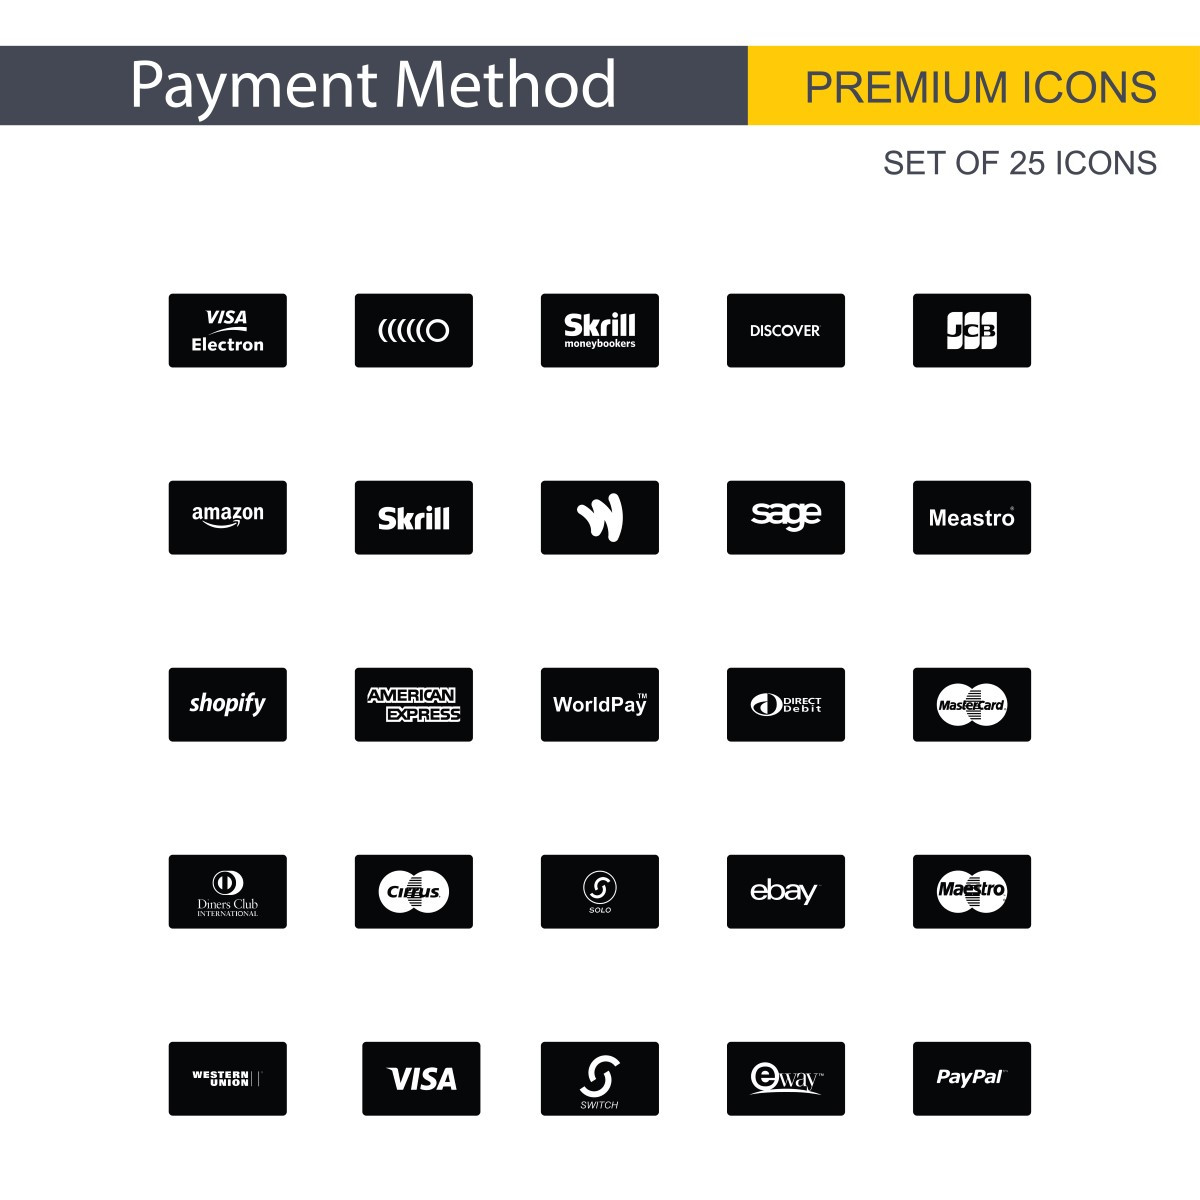 Payment Method
PREMIUM ICONS
SET OF 25 ICONS
VISA
Electron
Skrill
moneybookers
DISCOVER
JCB
amazon
Skrill
sage
Meastro
shopify
AMERICAN
EXPRESS
WorldPay™
DIRECT
Debit
MasterCard
Diners Club
INTERNATIONAL
Cirrus
SOLO
ebay
Maestro
WESTERN
UNION
VISA
SWITCH
eway™
PayPal